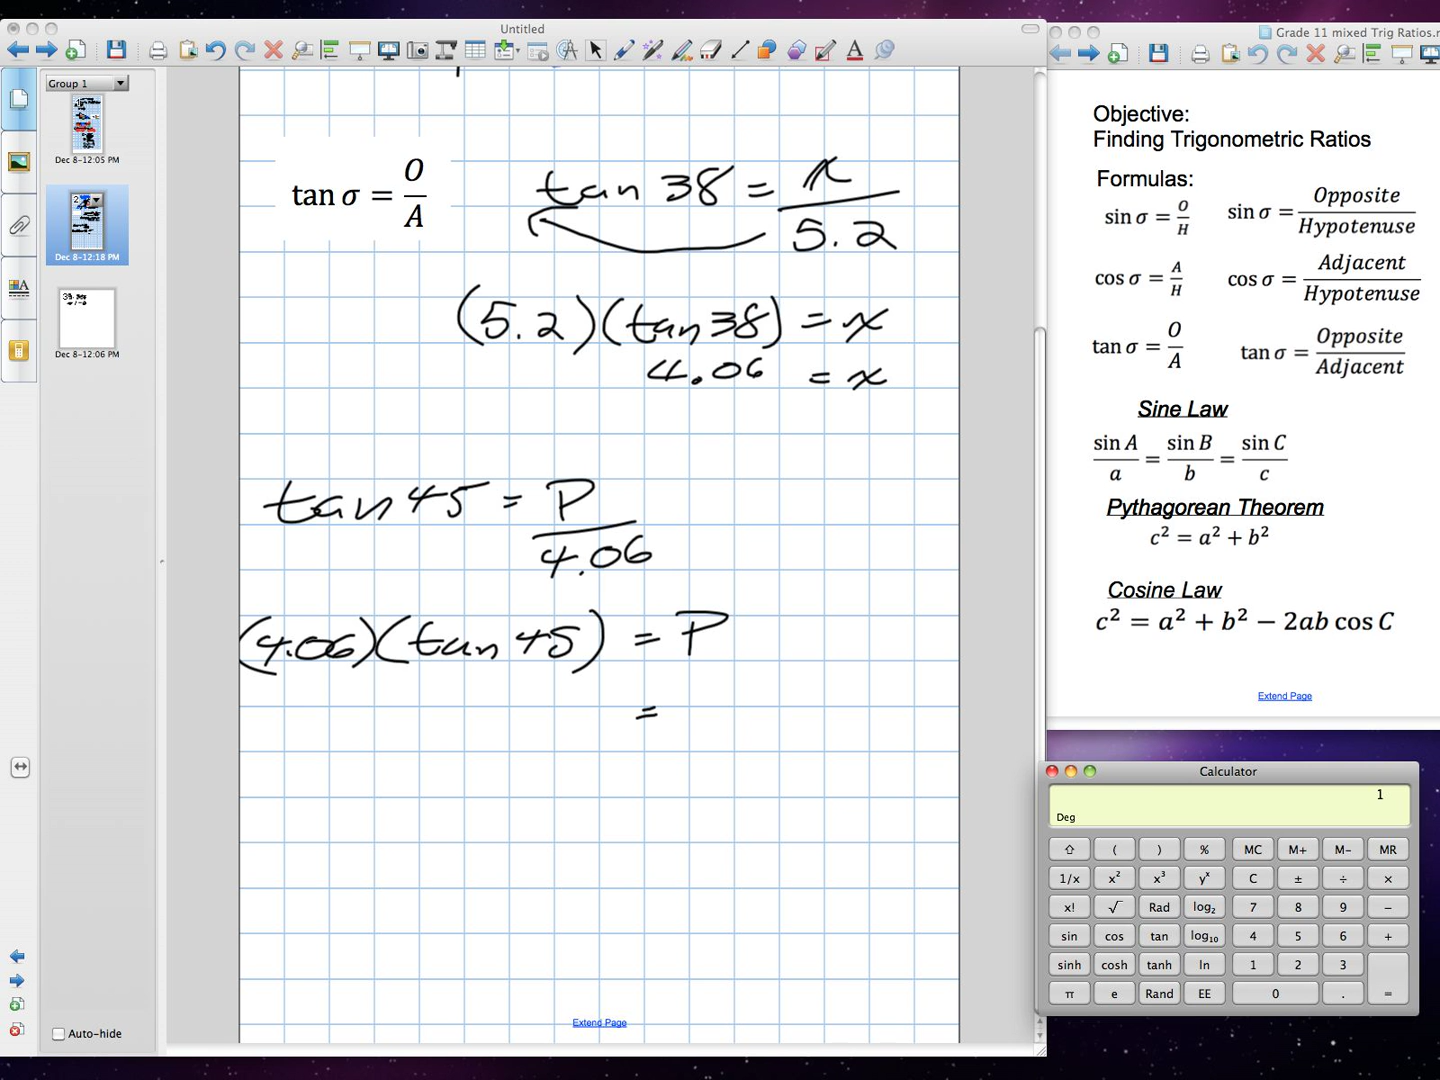 Untitled
Group 1
Dec 8-12:05 PM
2
Dec 8-12:18 PM
Dec 8-12:06 PM
Auto-hide
tan σ = O/A
tan 38 = x/5.2
(5.2)(tan 38) = x
4.06 = x
tan 45 = P/4.06
(4.06)(tan 45) = P
=
Extend Page
Grade 11 mixed Trig Ratios.n
Objective:
Finding Trigonometric Ratios
Formulas:
sin σ = O/H sin σ = Opposite/Hypotenuse
cos σ = A/H cos σ = Adjacent/Hypotenuse
tan σ = O/A tan σ = Opposite/Adjacent
Sine Law
sin A/a = sin B/b = sin C/c
Pythagorean Theorem
c² = a² + b²
Cosine Law
c² = a² + b² − 2ab cos C
Extend Page
Calculator
1
Deg
( ) % MC M+ M− MR
1/x x² x³ yˣ C ± ÷ ×
x! √ Rad log₂ 7 8 9 −
sin cos tan log₁₀ 4 5 6 +
sinh cosh tanh ln 1 2 3
π e Rand EE 0 . =